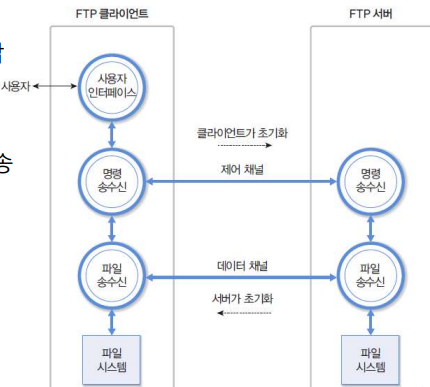 FTP 클라이언트
FTP 서버
사용자
사용자
인터페이스
클라이언트가 초기화
제어 채널
명령
송수신
명령
송수신
송
파일
송수신
데이터 채널
서버가 초기화
파일
송수신
파일
시스템
파일
시스템